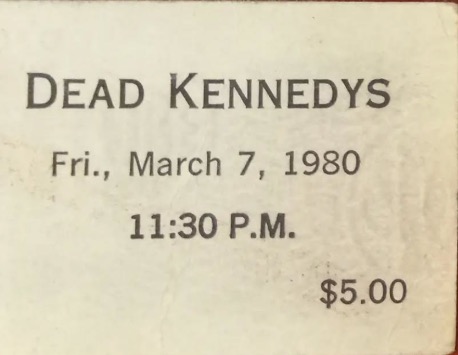 DEAD KENNEDYS
Fri., March 7, 1980
11:30 P.M.
$5.00